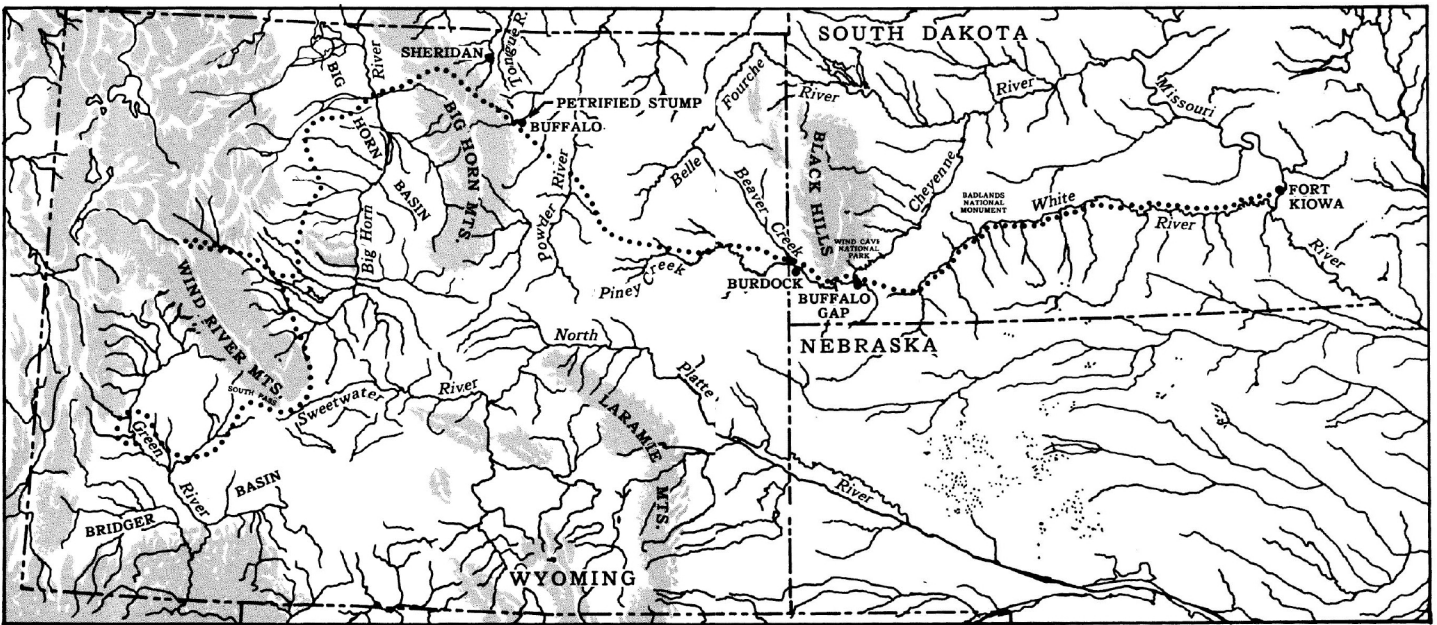 SOUTH DAKOTA
SHERIDAN
Tongue R.
BIG
River
HORN
BASIN
Big Horn
BIG HORN MTS.
PETRIFIED STUMP
BUFFALO
Powder River
Belle
Fourche
River
Beaver Creek
BLACK HILLS
WIND CAVE
NATIONAL
PARK
Cheyenne
River
Missouri
River
BADLANDS
NATIONAL
MONUMENT
White
River
FORT
KIOWA
Piney Creek
BURDOCK
BUFFALO
GAP
NEBRASKA
WIND RIVER MTS.
SOUTH PASS
Sweetwater
River
North
Platte
River
LARAMIE
MTS.
Green
River
BASIN
BRIDGER
WYOMING